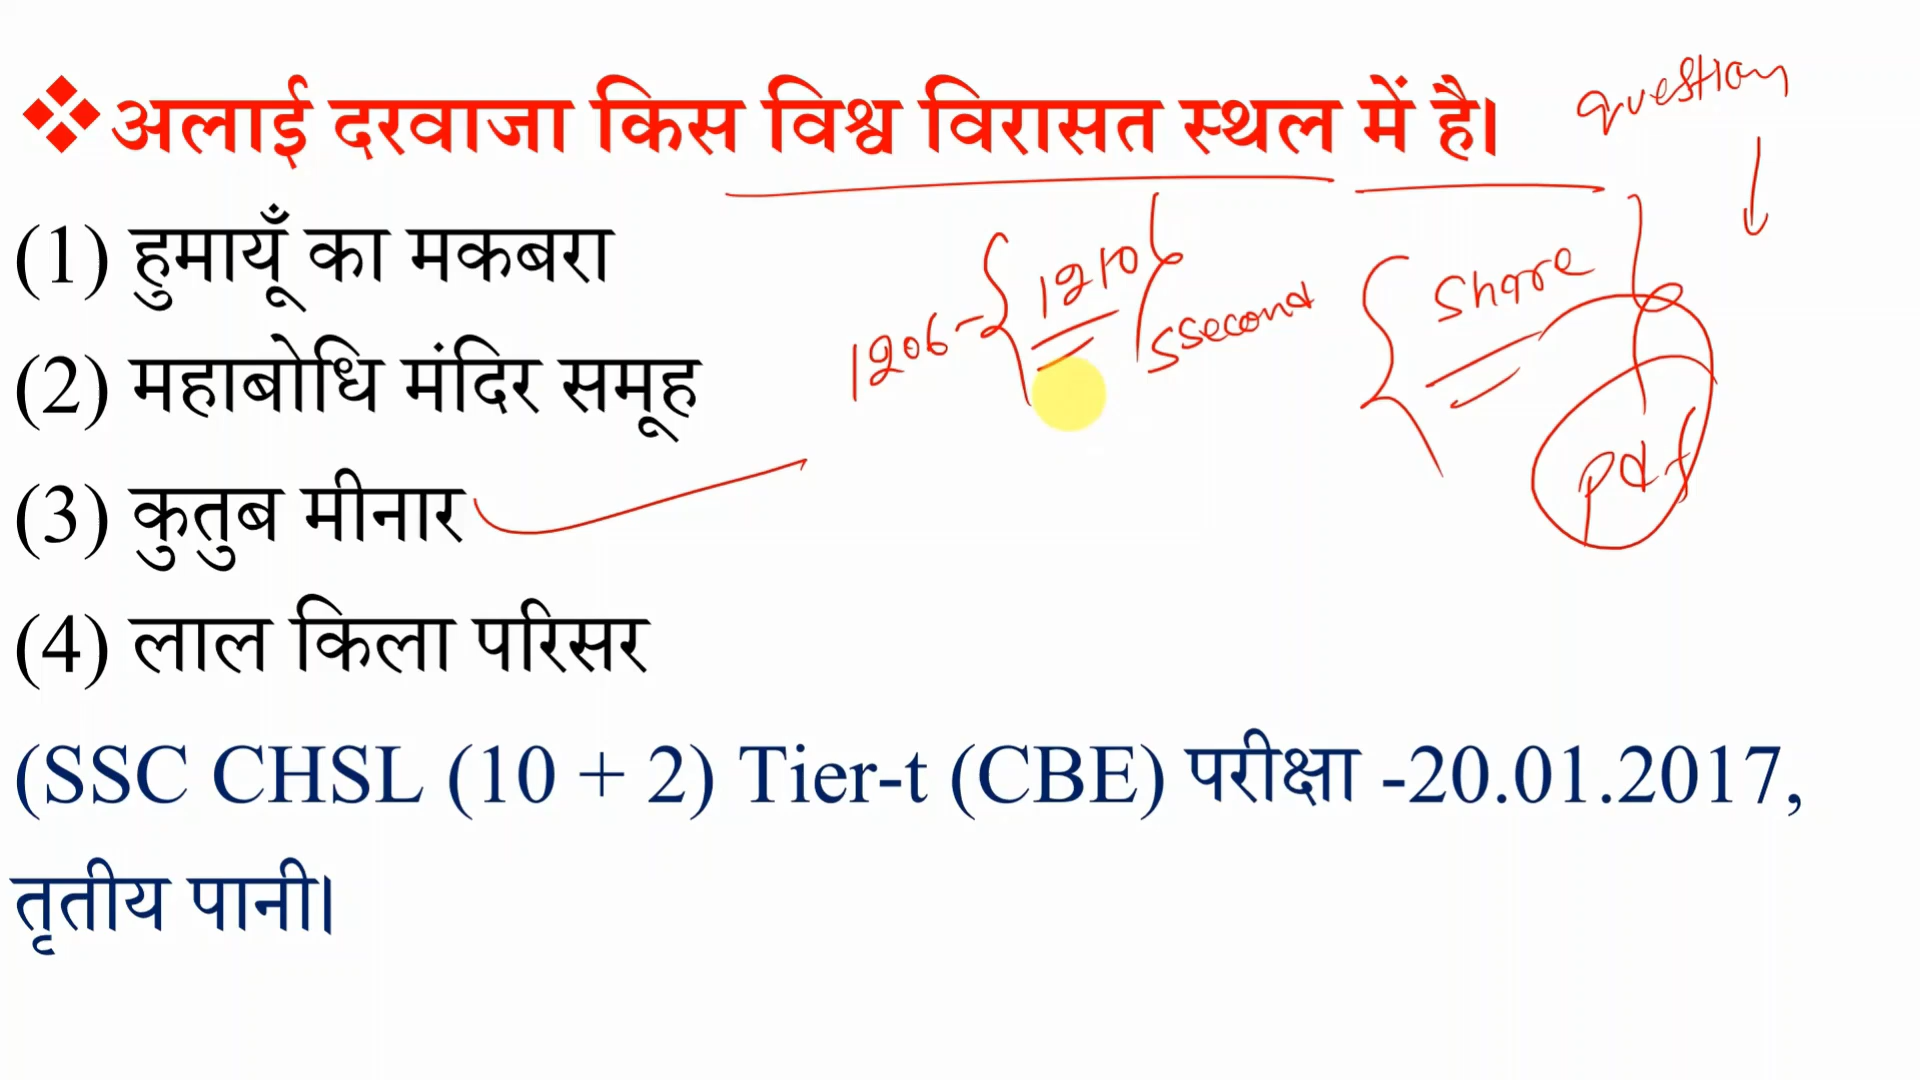 ❖अलाई दरवाजा किस विश्व विरासत स्थल में है।
question
(1) हुमायूँ का मकबरा
1206-
1210
5second
Share
(2) महाबोधि मंदिर समूह
pdf
(3) कुतुब मीनार
(4) लाल किला परिसर
(SSC CHSL (10 + 2) Tier-t (CBE) परीक्षा -20.01.2017,
तृतीय पानी।